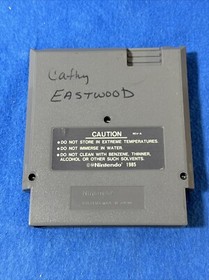 Cathy
EASTWOOD
CAUTION
•DO NOT STORE IN EXTREME TEMPERATURES.
•DO NOT IMMERSE IN WATER.
•DO NOT CLEAN WITH BENZENE, THINNER,
ALCOHOL OR OTHER SUCH SOLVENTS.
©®Nintendo 1985